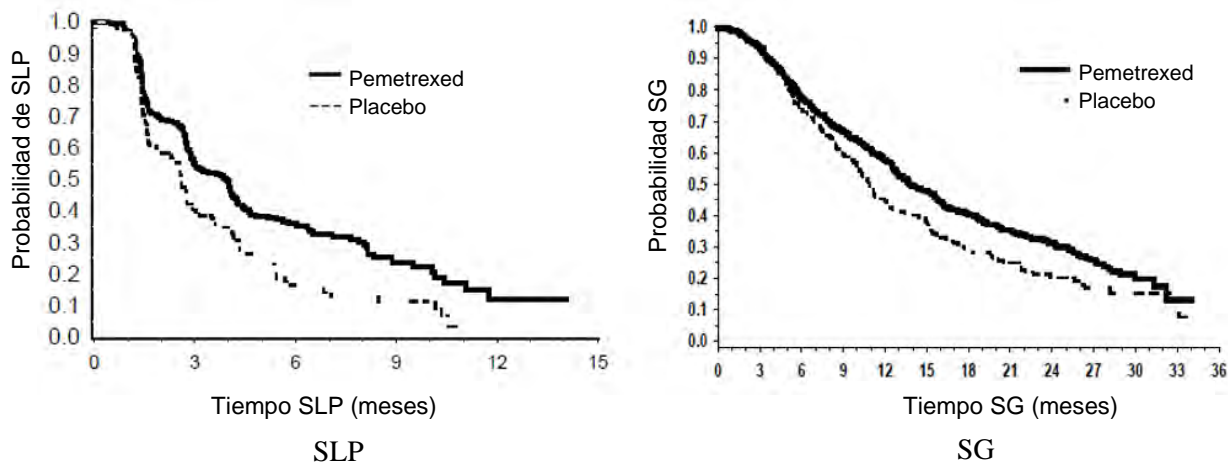 Probabilidad de SLP
1.0
0.9
0.8
0.7
0.6
0.5
0.4
0.3
0.2
0.1
0.0
Pemetrexed
Placebo
0 3 6 9 12 15
Tiempo SLP (meses)
SLP
Probabilidad SG
1.0
0.9
0.8
0.7
0.6
0.5
0.4
0.3
0.2
0.1
0.0
Pemetrexed
Placebo
0 3 6 9 12 15 18 21 24 27 30 33 36
Tiempo SG (meses)
SG